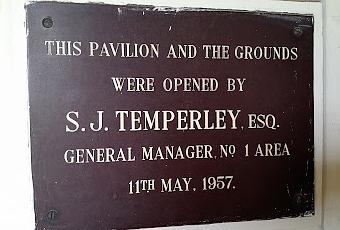 THIS PAVILION AND THE GROUNDS
WERE OPENED BY
S.J. TEMPERLEY, ESQ.
GENERAL MANAGER, NO 1 AREA
11TH MAY, 1957.